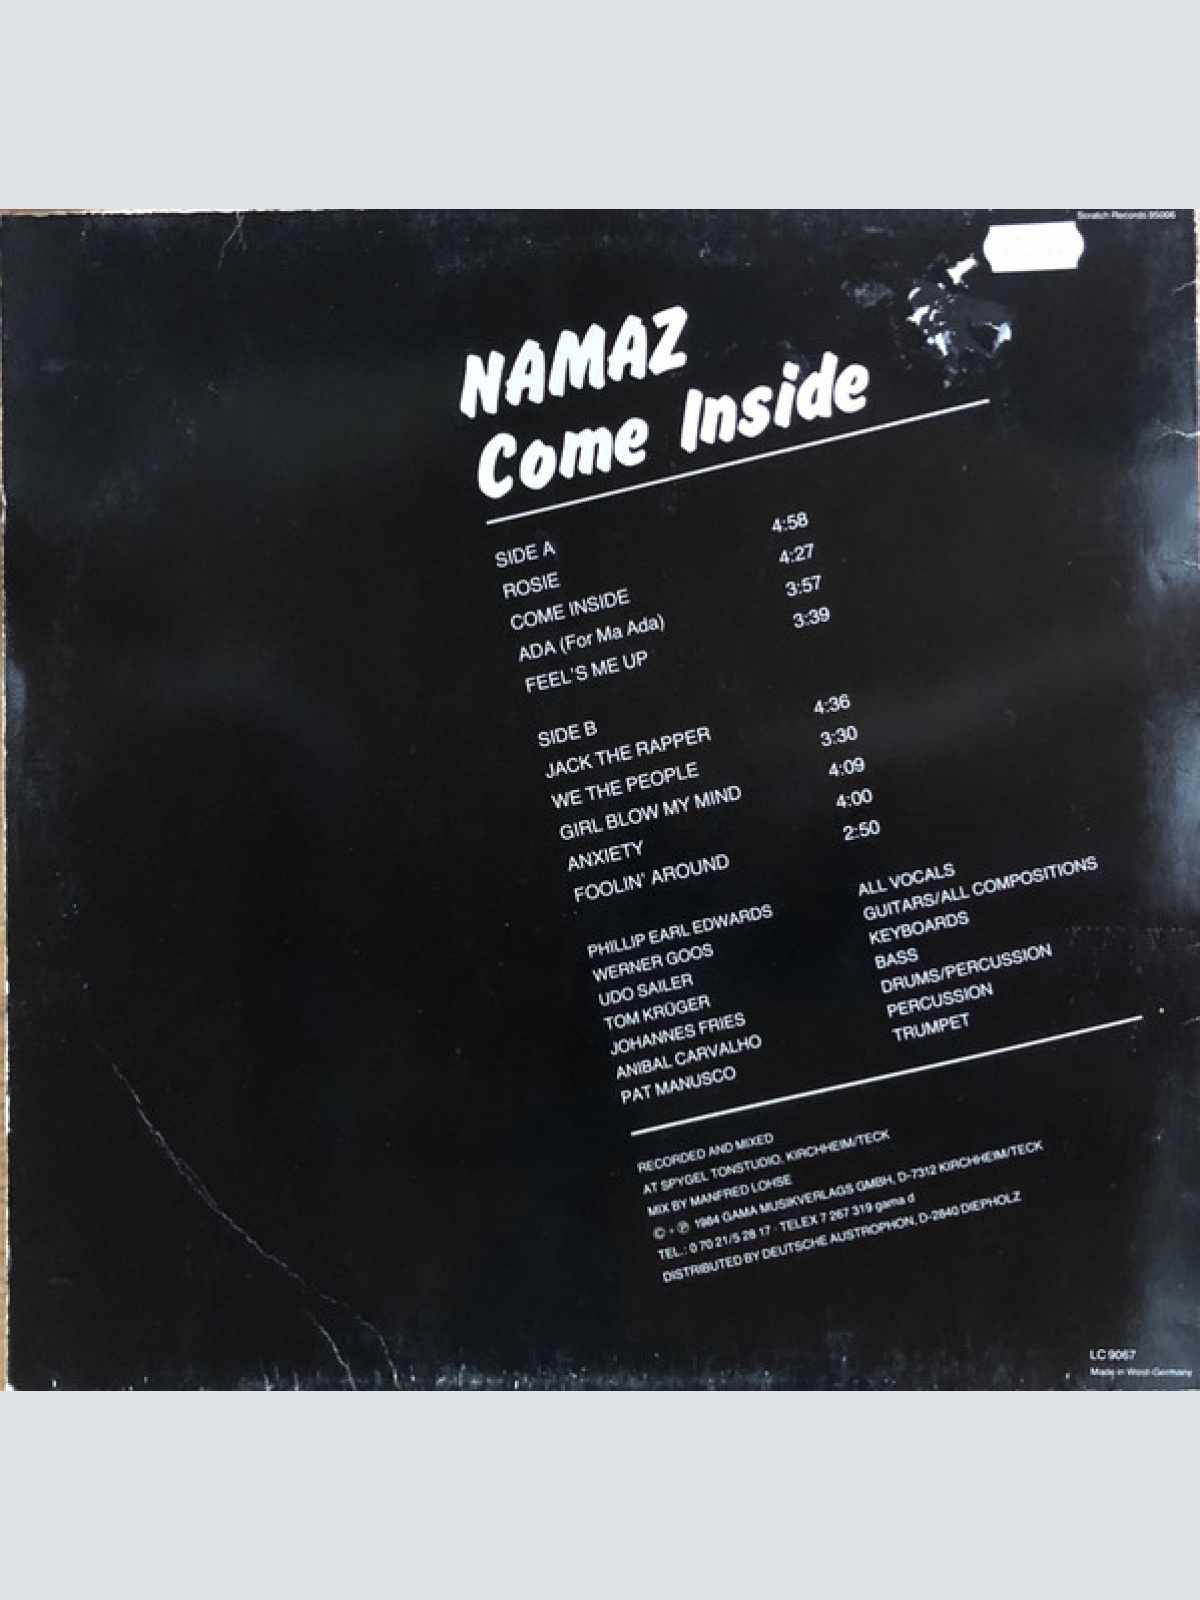 Scratch Records 95006
NAMAZ
Come Inside
SIDE A
ROSIE 4:58
COME INSIDE 4:27
ADA (For Ma Ada) 3:57
FEEL'S ME UP 3:39
SIDE B
JACK THE RAPPER 4:36
WE THE PEOPLE 3:30
GIRL BLOW MY MIND 4:09
ANXIETY 4:00
FOOLIN' AROUND 2:50
PHILLIP EARL EDWARDS ALL VOCALS
WERNER GOOS GUITARS/ALL COMPOSITIONS
UDO SAILER KEYBOARDS
TOM KRÜGER BASS
JOHANNES FRIES DRUMS/PERCUSSION
ANIBAL CARVALHO PERCUSSION
PAT MANUSCO TRUMPET
RECORDED AND MIXED
AT SPYGEL TONSTUDIO, KIRCHHEIM/TECK
MIX BY MANFRED LOHSE
© + ℗ 1984 GAMA MUSIKVERLAGS GMBH, D-7312 KIRCHHEIM/TECK
TEL.: 0 70 21/5 28 17 · TELEX 7 267 319 gama d
DISTRIBUTED BY DEUTSCHE AUSTROPHON, D-2840 DIEPHOLZ
LC 9067
Made in West-Germany